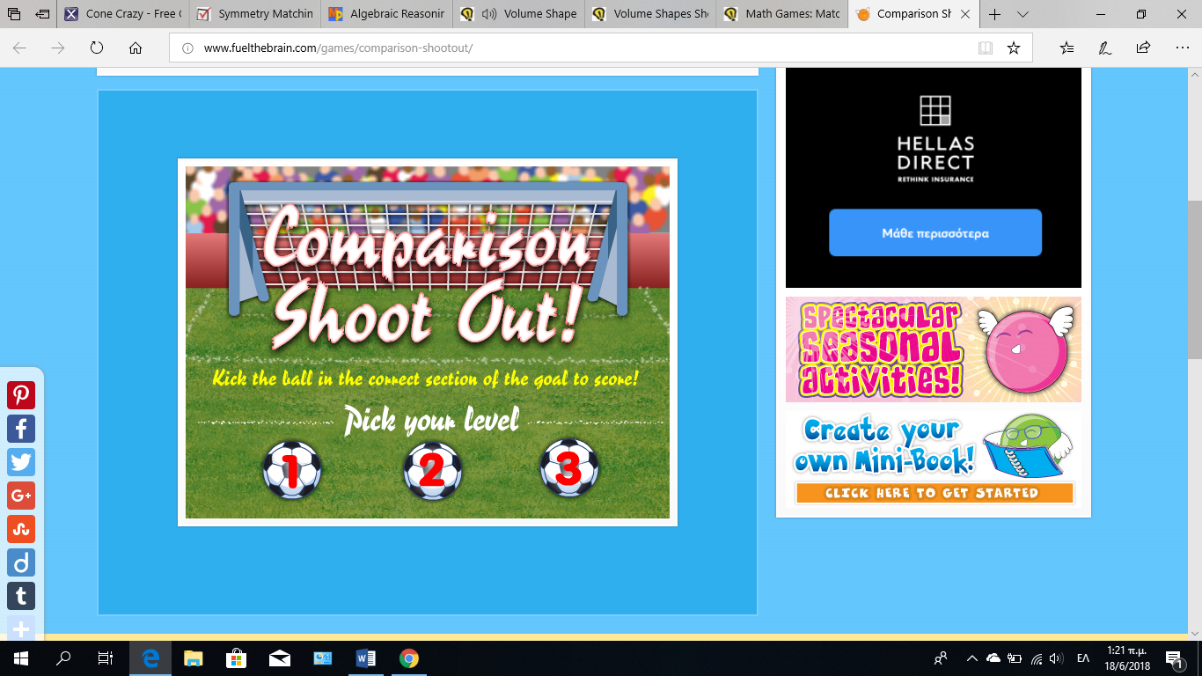 Cone Crazy - Free (
Symmetry Matchin
Algebraic Reasonir
Volume Shape
Volume Shapes Sh
Math Games: Matc
Comparison Sh
www.fuelthebrain.com/games/comparison-shootout/
Comparison
Shoot Out!
Kick the ball in the correct section of the goal to score!
Pick your level
1 2 3
HELLAS
DIRECT
RETHINK INSURANCE
Μάθε περισσότερα
SPECTACULAR
SEASONAL
ACTIVITIES!
Create your
own Mini-Book!
CLICK HERE TO GET STARTED
G+
ΕΛ
1:21 π.μ.
18/6/2018
1